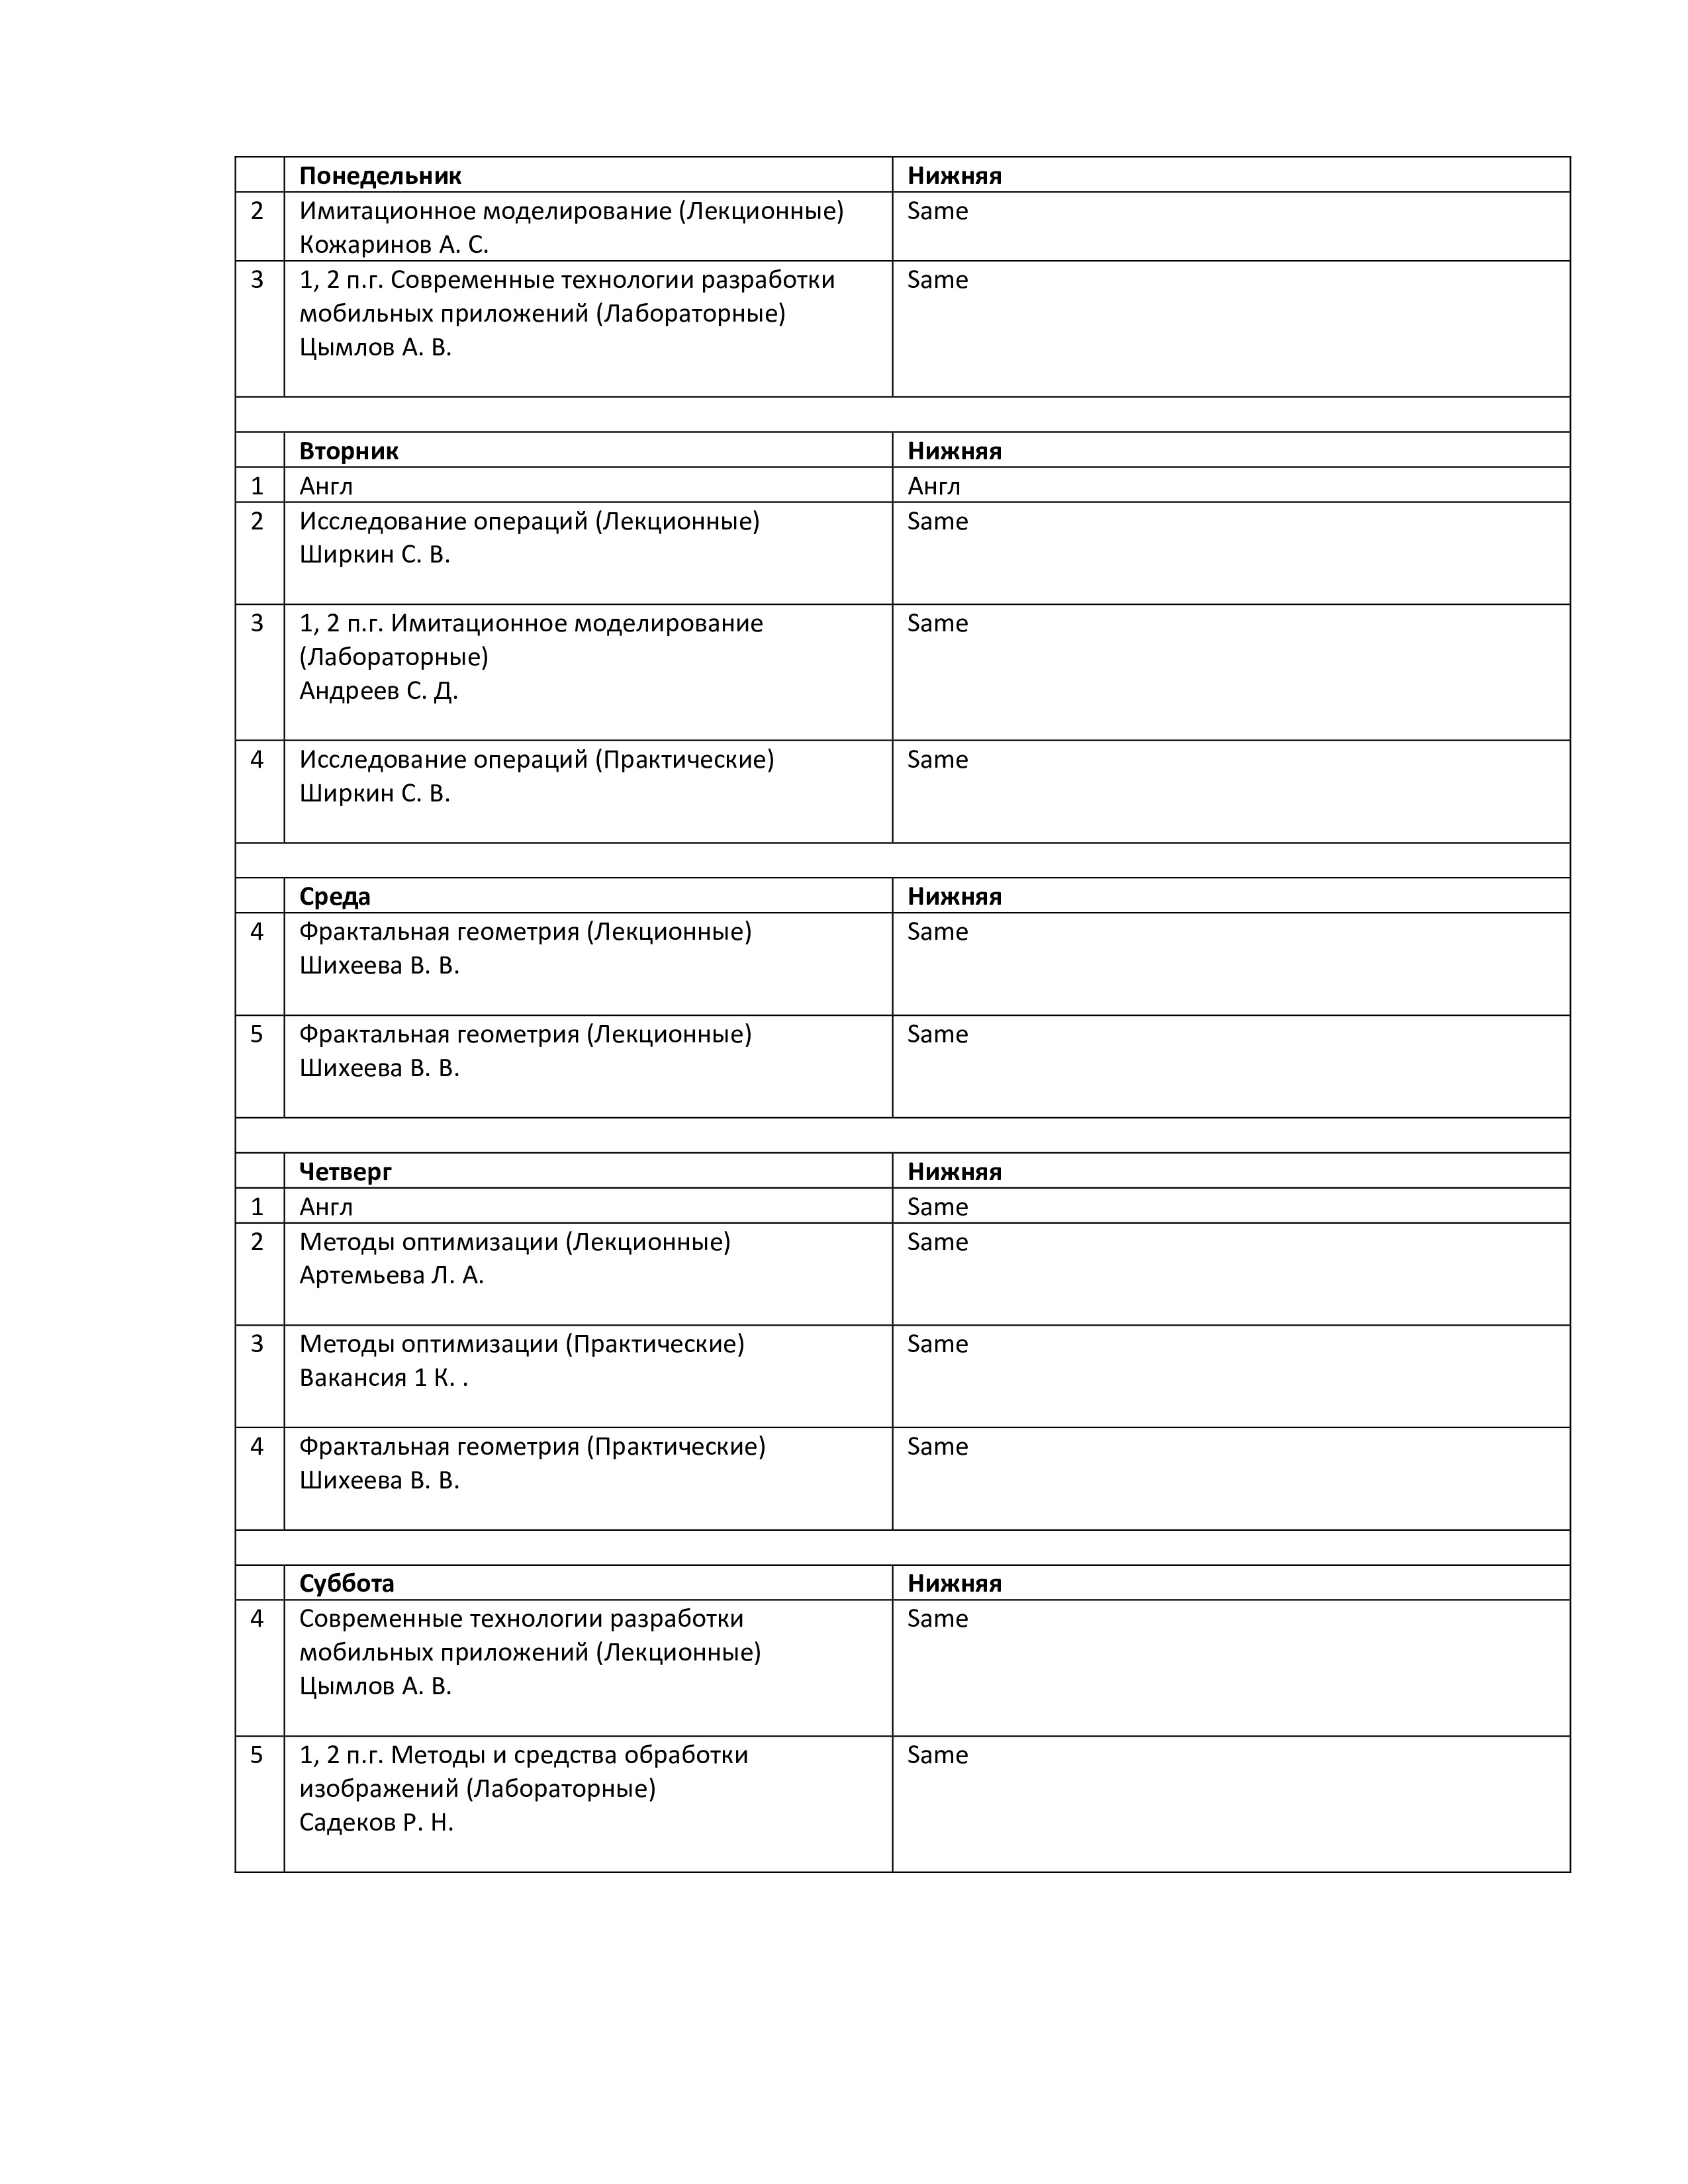 Понедельник Нижняя
2 Имитационное моделирование (Лекционные) Same
Кожаринов А. С.
3 1, 2 п.г. Современные технологии разработки Same
мобильных приложений (Лабораторные)
Цымлов А. В.
Вторник Нижняя
1 Англ Англ
2 Исследование операций (Лекционные) Same
Ширкин С. В.
3 1, 2 п.г. Имитационное моделирование Same
(Лабораторные)
Андреев С. Д.
4 Исследование операций (Практические) Same
Ширкин С. В.
Среда Нижняя
4 Фрактальная геометрия (Лекционные) Same
Шихеева В. В.
5 Фрактальная геометрия (Лекционные) Same
Шихеева В. В.
Четверг Нижняя
1 Англ Same
2 Методы оптимизации (Лекционные) Same
Артемьева Л. А.
3 Методы оптимизации (Практические) Same
Вакансия 1 К. .
4 Фрактальная геометрия (Практические) Same
Шихеева В. В.
Суббота Нижняя
4 Современные технологии разработки Same
мобильных приложений (Лекционные)
Цымлов А. В.
5 1, 2 п.г. Методы и средства обработки Same
изображений (Лабораторные)
Садеков Р. Н.